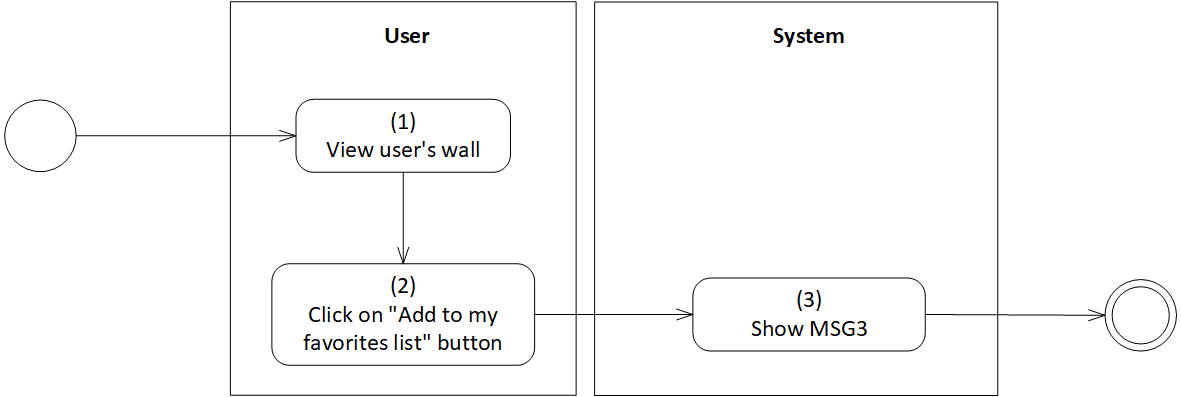 User
System
(1)
View user's wall
(2)
Click on "Add to my
favorites list" button
(3)
Show MSG3